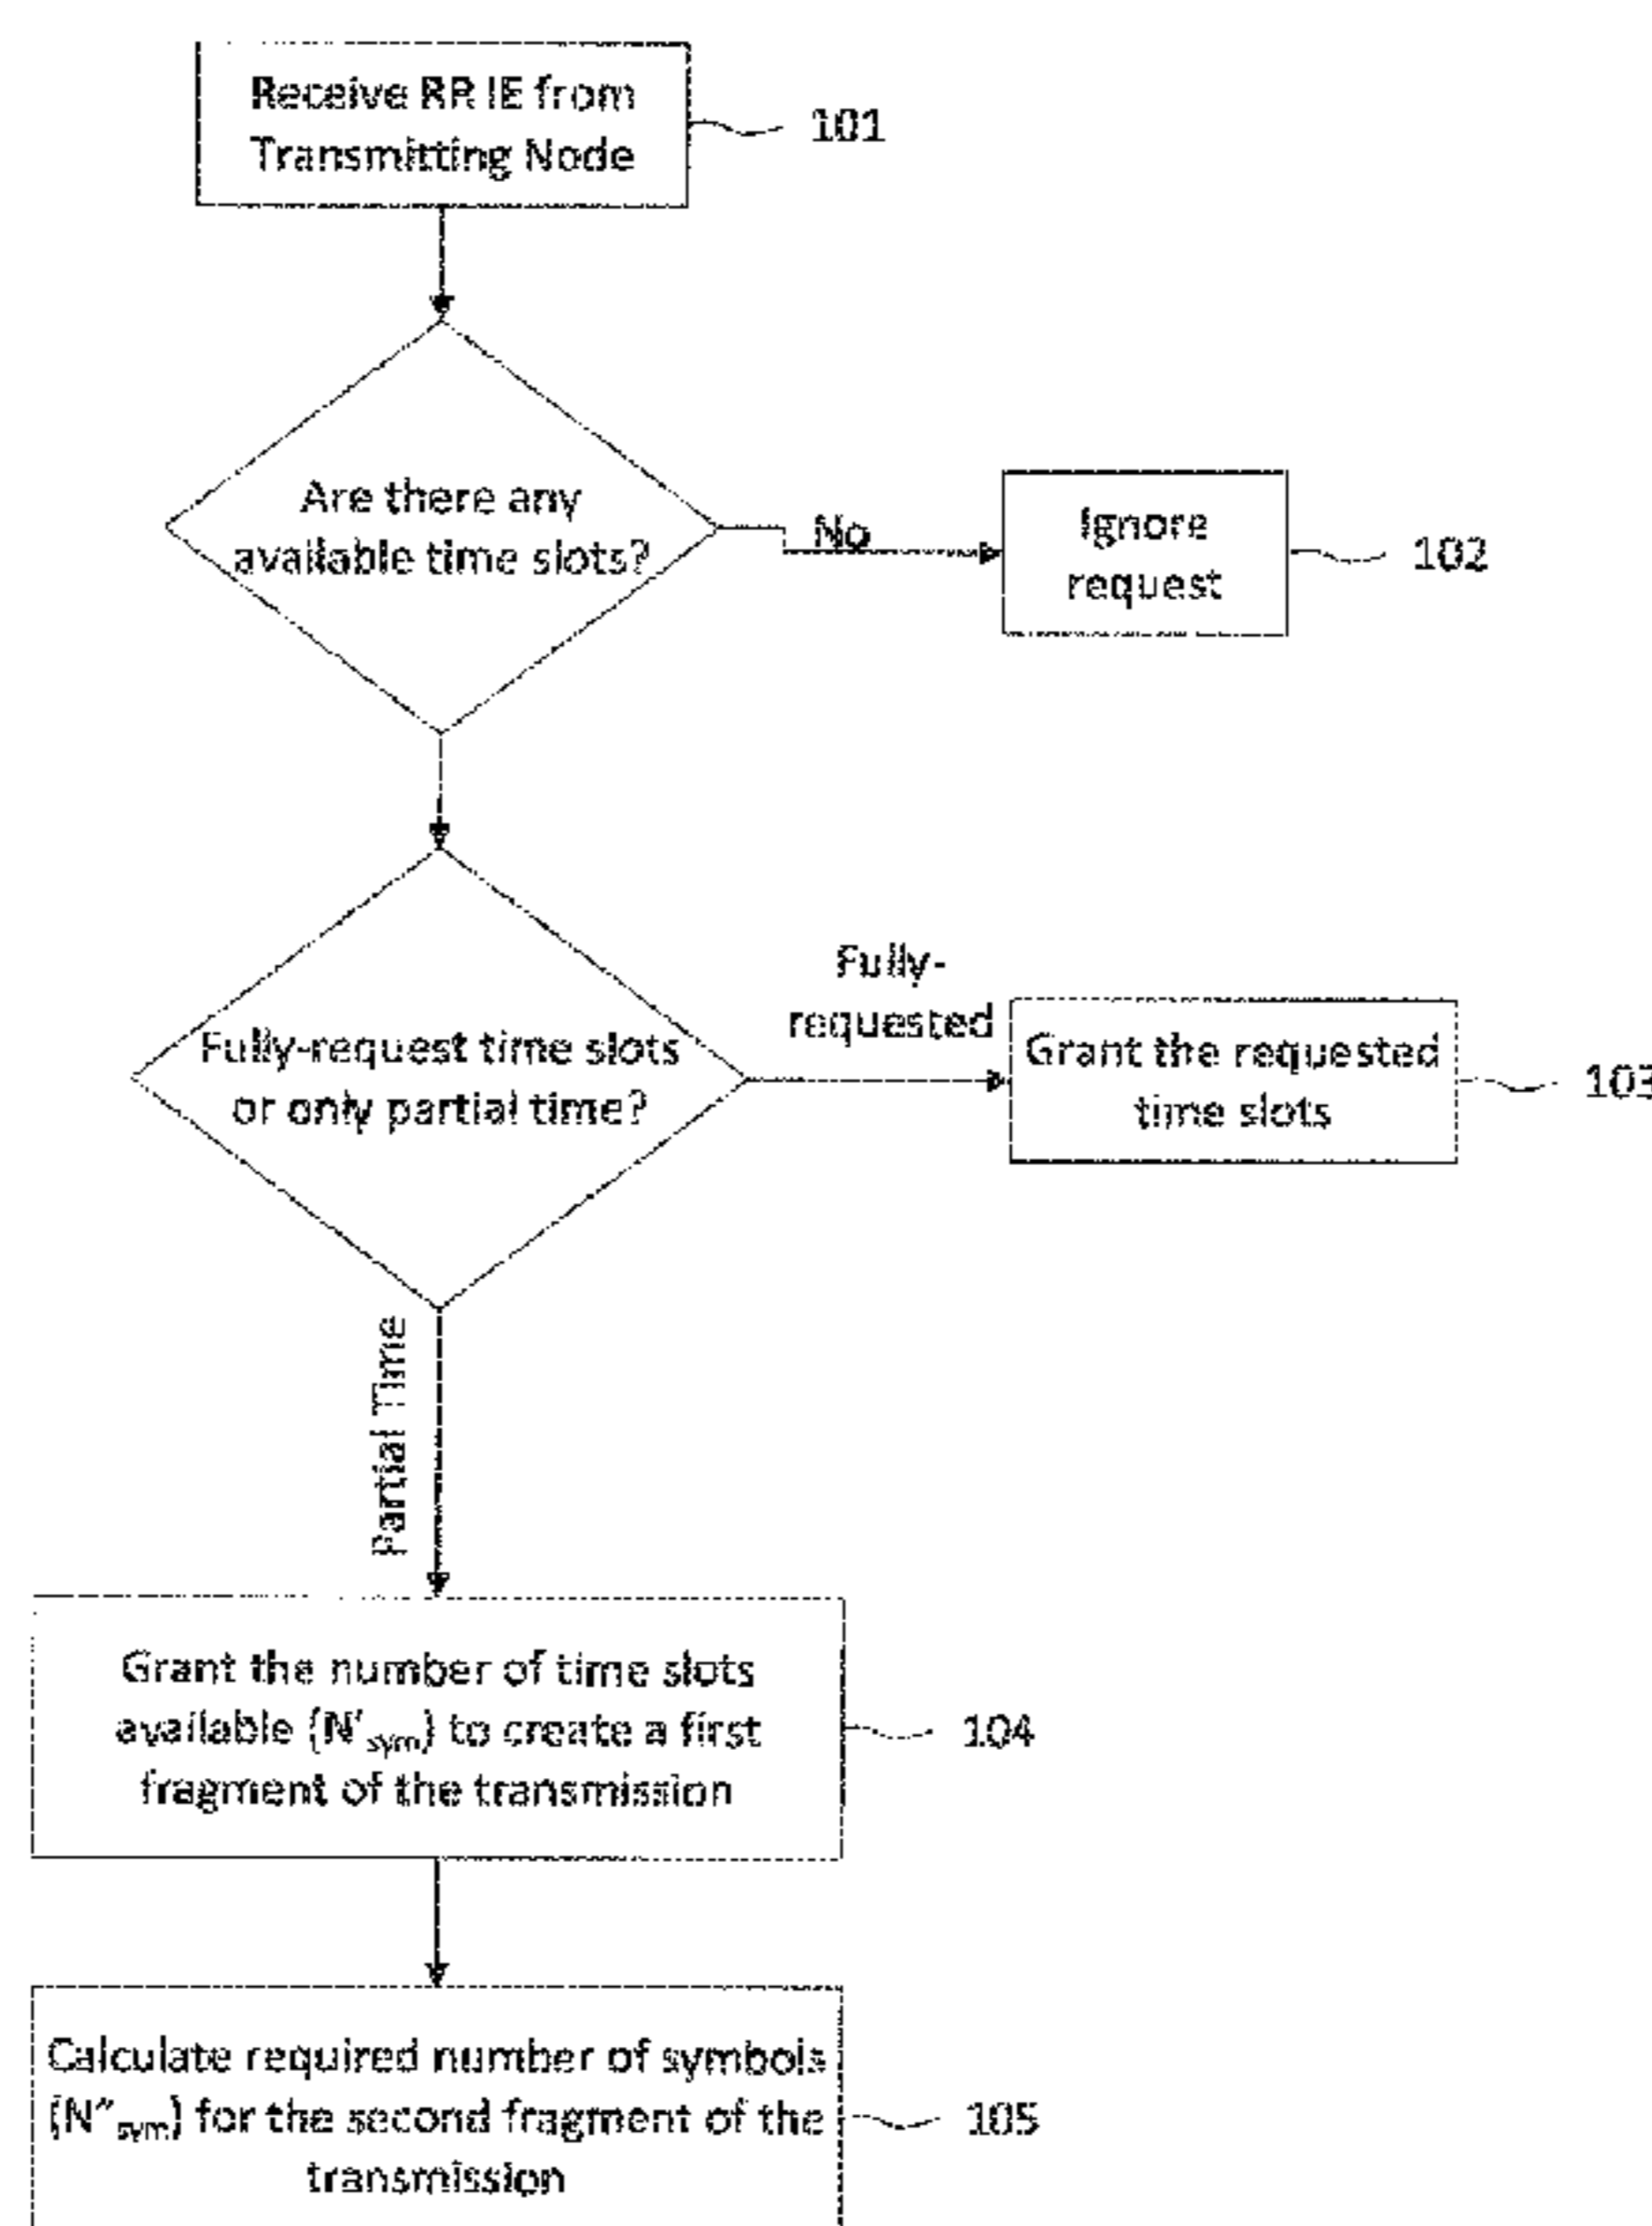 Receive RR IE from
Transmitting Node
101
Are there any
available time slots?
No
Ignore
request
102
Fully-request time slots
or only partial time?
Fully-
requested
Grant the requested
time slots
103
Partial Time
Grant the number of time slots
available (N'sym) to create a first
fragment of the transmission
104
Calculate required number of symbols
(N"sym) for the second fragment of the
transmission
105